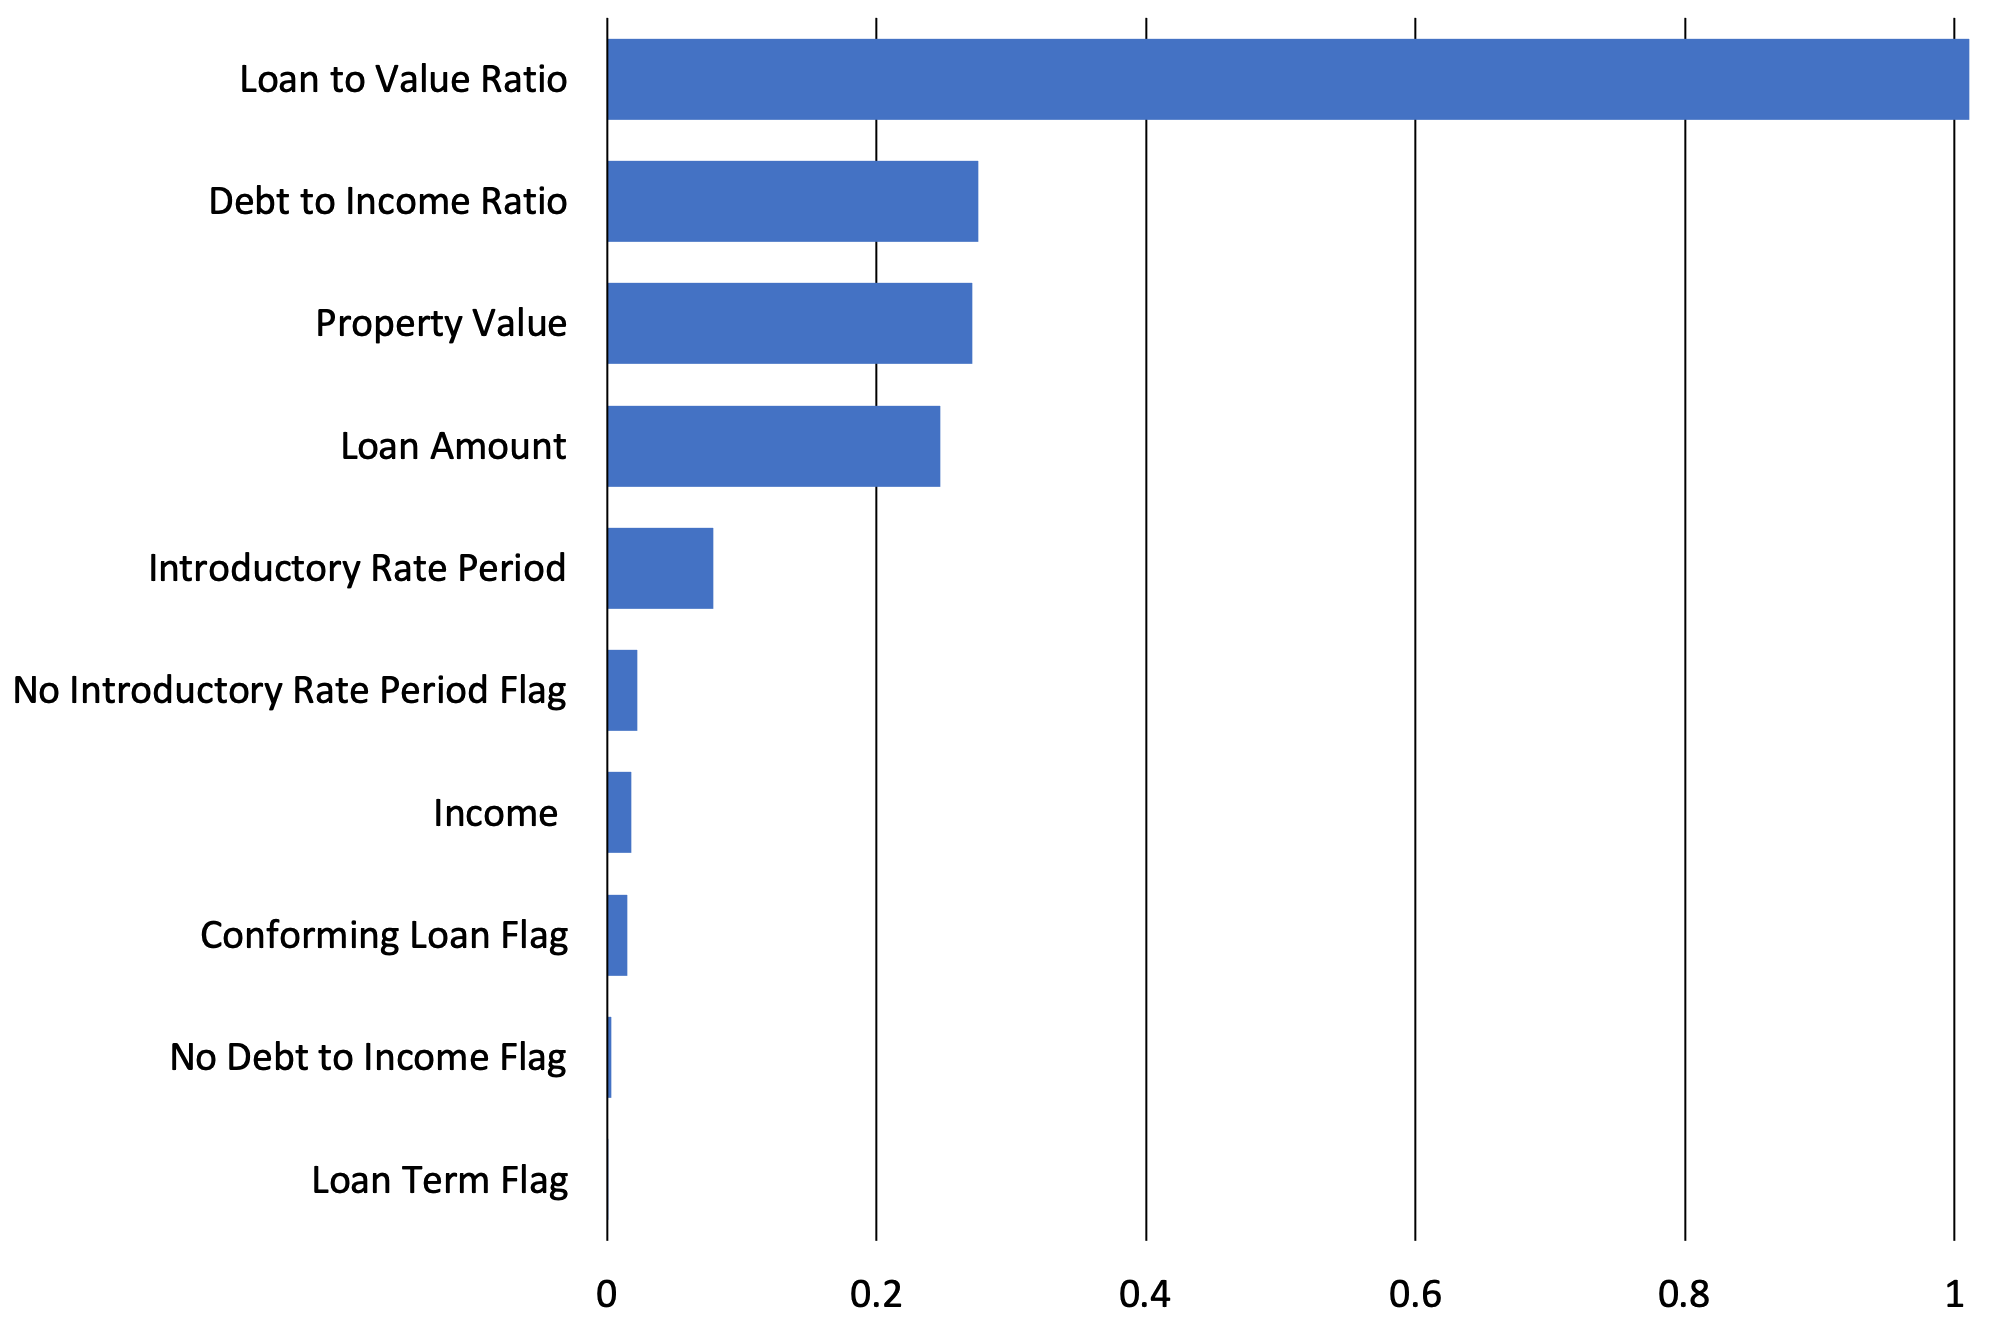 Loan to Value Ratio
Debt to Income Ratio
Property Value
Loan Amount
Introductory Rate Period
No Introductory Rate Period Flag
Income
Conforming Loan Flag
No Debt to Income Flag
Loan Term Flag
0 0.2 0.4 0.6 0.8 1